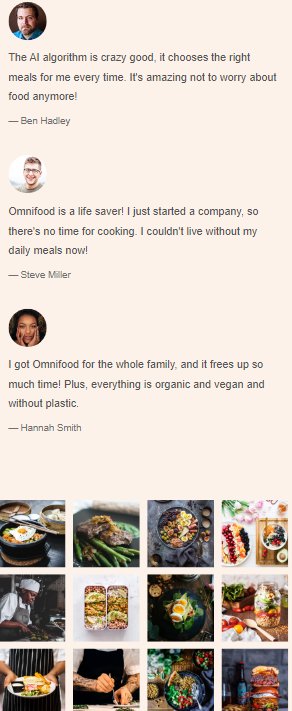 The AI algorithm is crazy good, it chooses the right
meals for me every time. It's amazing not to worry about
food anymore!
— Ben Hadley
Omnifood is a life saver! I just started a company, so
there's no time for cooking. I couldn't live without my
daily meals now!
— Steve Miller
I got Omnifood for the whole family, and it frees up so
much time! Plus, everything is organic and vegan and
without plastic.
— Hannah Smith